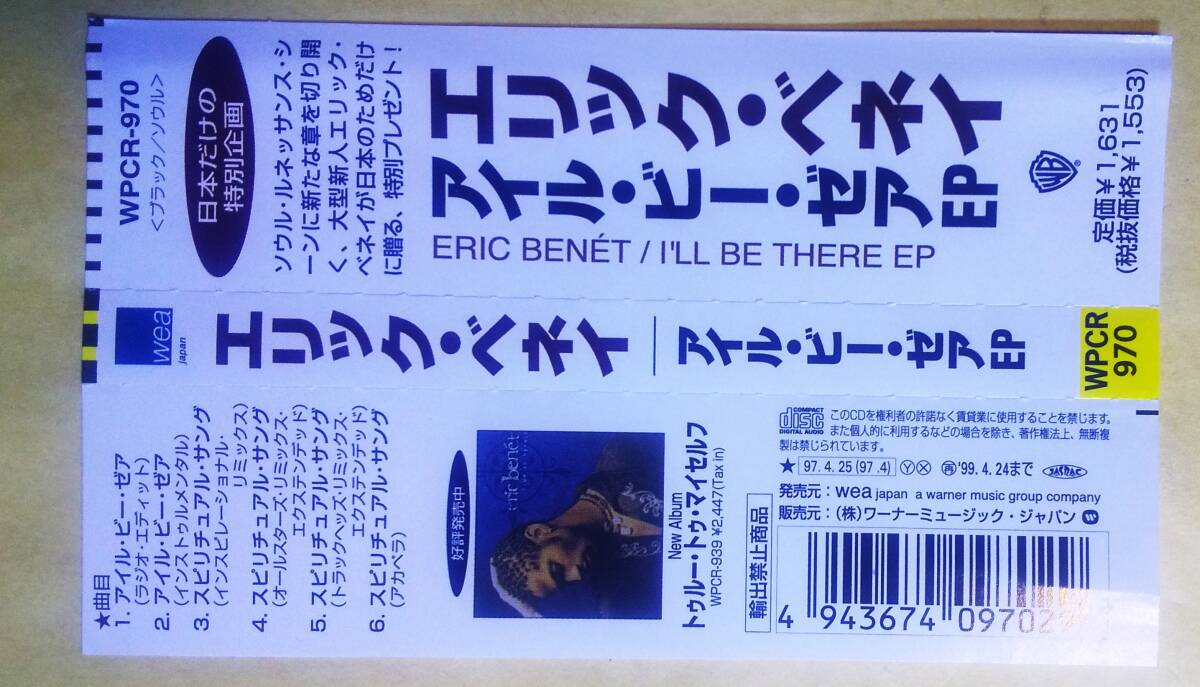 WPCR-970
<ブラック/ソウル>
日本だけの
特別企画
ソウル・ルネッサンス・シ
ーンに新たな章を切り開
く、大型新人エリック・
ベネイが日本のためだけ
に贈る、特別プレゼント!
エリック・ベネイ
アイル・ビー・ゼア EP
ERIC BENÉT / I'LL BE THERE EP
WB
®
定価¥1,631
(税抜価格¥1,553)
wea
japan
エリック・ベネイ
アイル・ビー・ゼア EP
WPCR
970
★曲目
1. アイル・ビー・ゼア
(ラジオ・エディット)
2. アイル・ビー・ゼア
(インストゥルメンタル)
3. スピリチュアル・サング
(インスピレーショナル・
リミックス)
4. スピリチュアル・サング
(オールスターズ・リミックス・
エクステンデッド)
5. スピリチュアル・サング
(トラックヘッズ・リミックス・
エクステンデッド)
6. スピリチュアル・サング
(アカペラ)
好評発売中
eric benét
New Album
トゥルー・トゥ・マイセルフ
WPCR-939 ¥2,447(Tax in)
COMPACT
disc
DIGITAL AUDIO
このCDを権利者の許諾なく賃貸業に使用することを禁じます。
また個人的に利用するなどの場合を除き、著作権法上、無断複
製は禁じられています。
★ 97. 4. 25 (97 .4) Ⓨ Ⓧ 再 '99. 4. 24まで JASRAC
発売元:wea japan a warner music group company
販売元:(株)ワーナーミュージック・ジャパン
輸出禁止商品
4 943674 09702